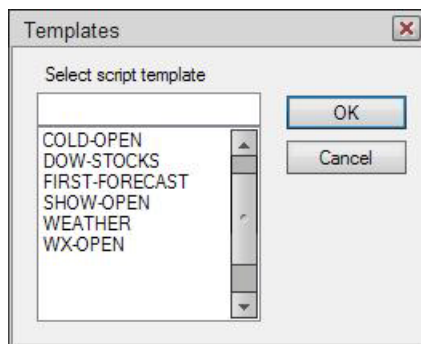 Templates
Select script template
OK
Cancel
COLD-OPEN
DOW-STOCKS
FIRST-FORECAST
SHOW-OPEN
WEATHER
WX-OPEN